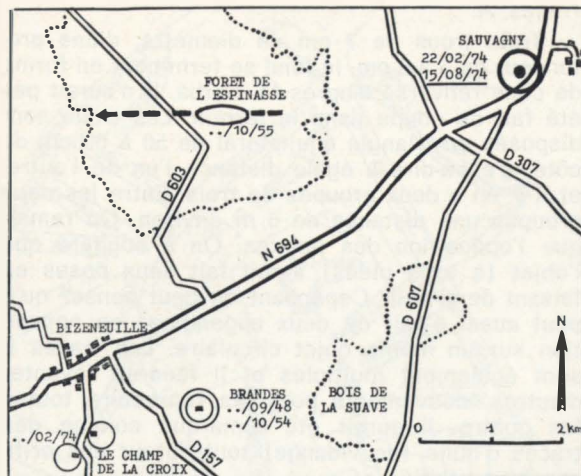 SAUVAGNY
22/02/74
15/08/74
FORET DE
L'ESPINASSE
../10/55
D 603
D 307
N 694
D 607
BIZENEUILLE
N
BRANDES
../09/48
../10/54
BOIS DE
LA SUAVE
0 1 2 km
../02/74
LE CHAMP
DE LA CROIX
D 157